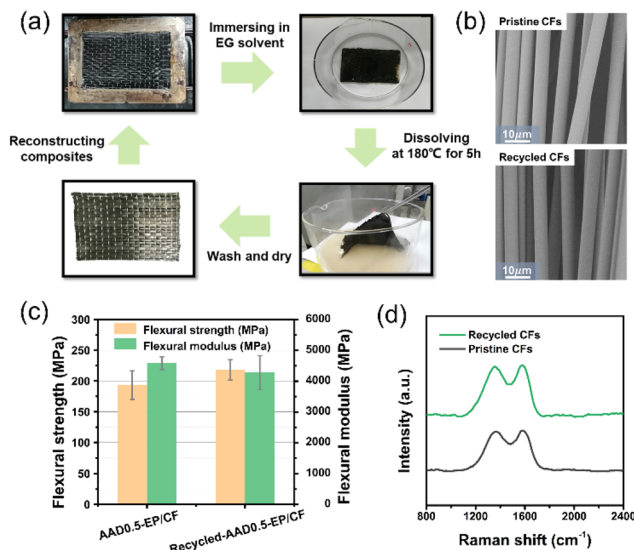 (a)
Immersing in
EG solvent
Reconstructing
composites
Dissolving
at 180℃ for 5h
Wash and dry
(b)
Pristine CFs
10μm
Recycled CFs
10μm
(c)
Flexural strength (MPa)
Flexural modulus (MPa)
Flexural strength (MPa)
300
250
200
150
100
50
0
6000
5000
4000
3000
2000
1000
0
Flexural modulus (MPa)
AAD0.5-EP/CF
Recycled-AAD0.5-EP/CF
(d)
Recycled CFs
Pristine CFs
Intensity (a.u.)
800 1200 1600 2000 2400
Raman shift (cm⁻¹)